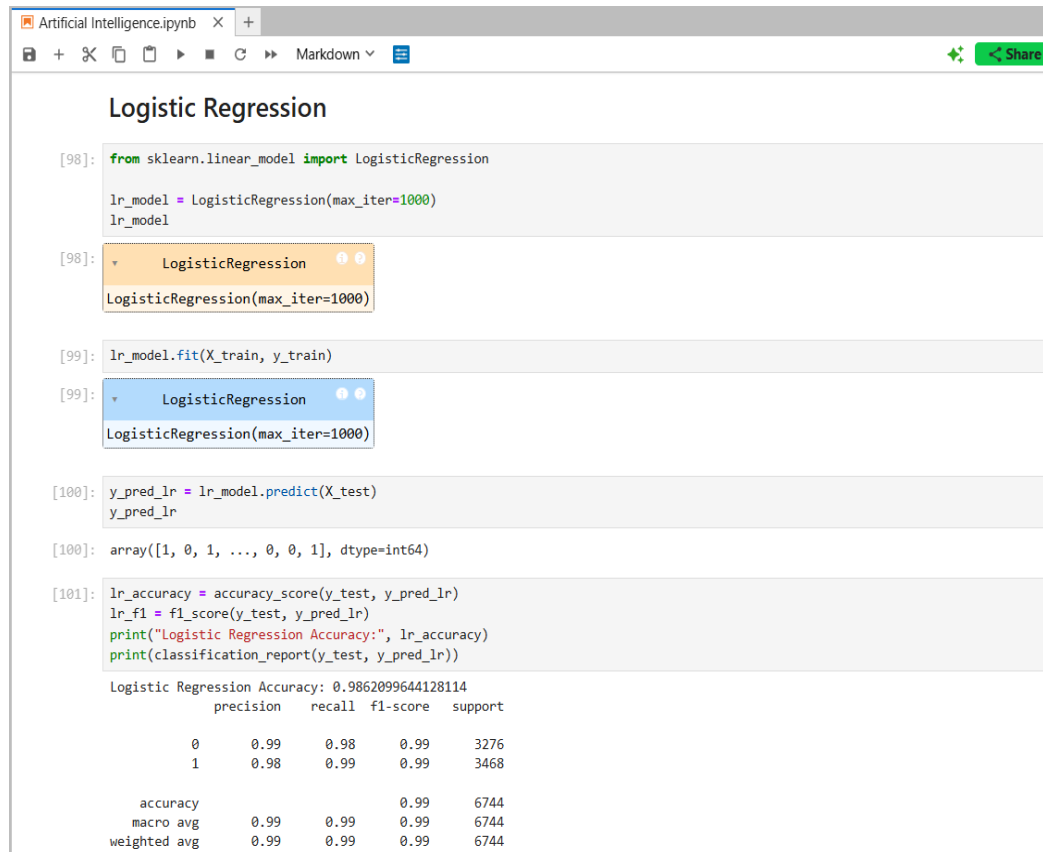 Artificial Intelligence.ipynb
Markdown
Share
Logistic Regression
[98]: from sklearn.linear_model import LogisticRegression
lr_model = LogisticRegression(max_iter=1000)
lr_model
[98]: LogisticRegression
LogisticRegression(max_iter=1000)
[99]: lr_model.fit(X_train, y_train)
[99]: LogisticRegression
LogisticRegression(max_iter=1000)
[100]: y_pred_lr = lr_model.predict(X_test)
y_pred_lr
[100]: array([1, 0, 1, ..., 0, 0, 1], dtype=int64)
[101]: lr_accuracy = accuracy_score(y_test, y_pred_lr)
lr_f1 = f1_score(y_test, y_pred_lr)
print("Logistic Regression Accuracy:", lr_accuracy)
print(classification_report(y_test, y_pred_lr))
Logistic Regression Accuracy: 0.9862099644128114
precision recall f1-score support
0 0.99 0.98 0.99 3276
1 0.98 0.99 0.99 3468
accuracy 0.99 6744
macro avg 0.99 0.99 0.99 6744
weighted avg 0.99 0.99 0.99 6744